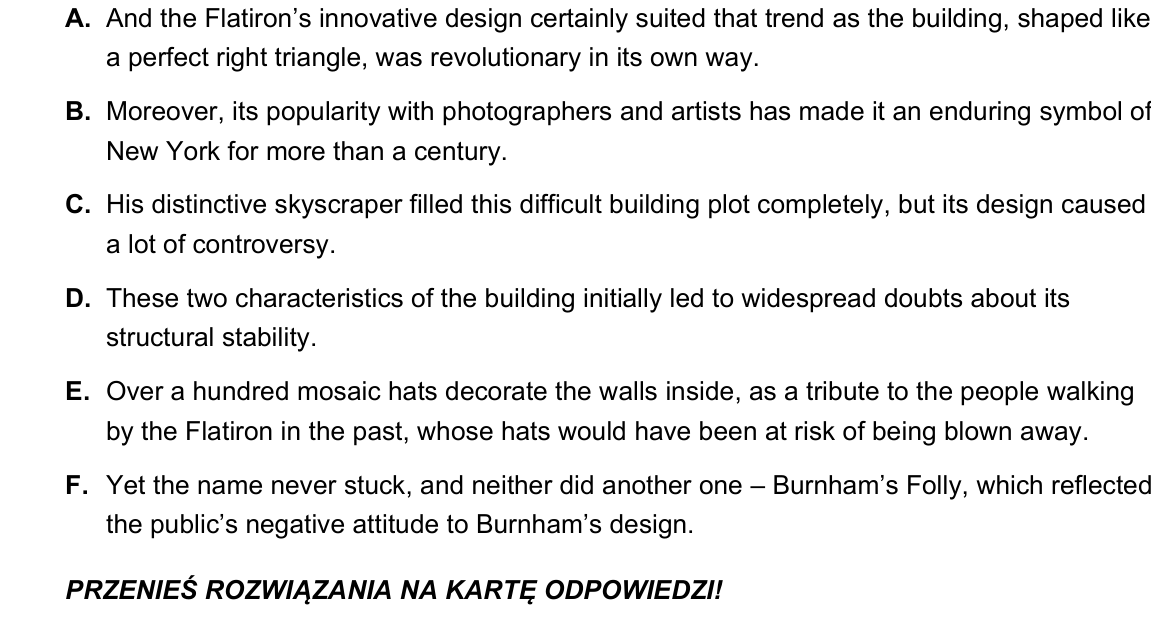 A. And the Flatiron’s innovative design certainly suited that trend as the building, shaped like
a perfect right triangle, was revolutionary in its own way.
B. Moreover, its popularity with photographers and artists has made it an enduring symbol of
New York for more than a century.
C. His distinctive skyscraper filled this difficult building plot completely, but its design caused
a lot of controversy.
D. These two characteristics of the building initially led to widespread doubts about its
structural stability.
E. Over a hundred mosaic hats decorate the walls inside, as a tribute to the people walking
by the Flatiron in the past, whose hats would have been at risk of being blown away.
F. Yet the name never stuck, and neither did another one – Burnham’s Folly, which reflected
the public’s negative attitude to Burnham’s design.
PRZENIEŚ ROZWIĄZANIA NA KARTĘ ODPOWIEDZI!